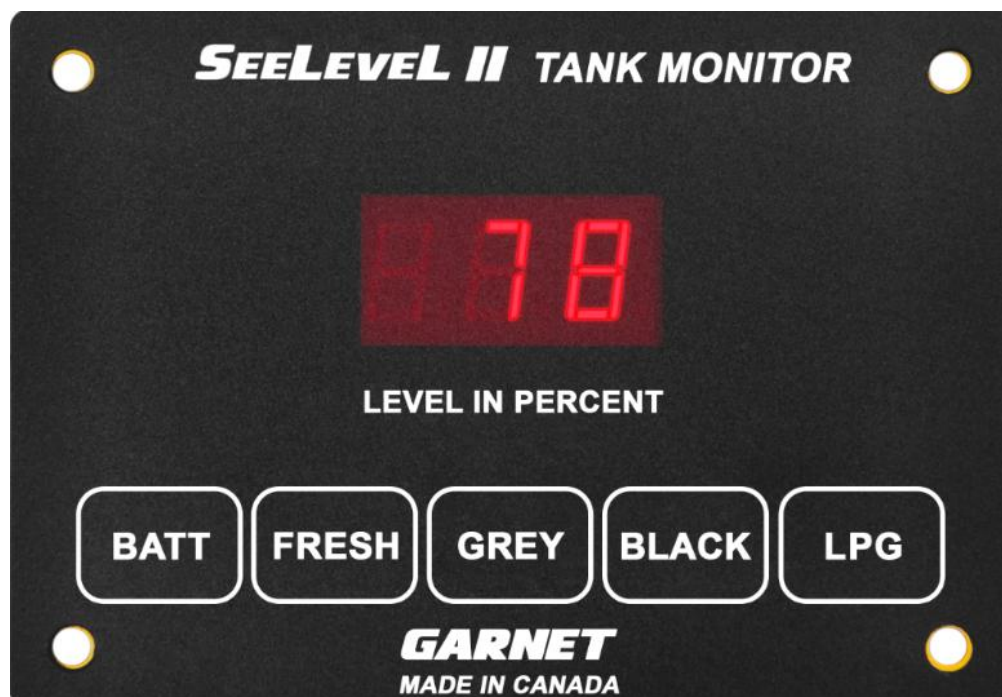 SEELEVEL II TANK MONITOR
78
LEVEL IN PERCENT
BATT FRESH GREY BLACK LPG
GARNET
MADE IN CANADA